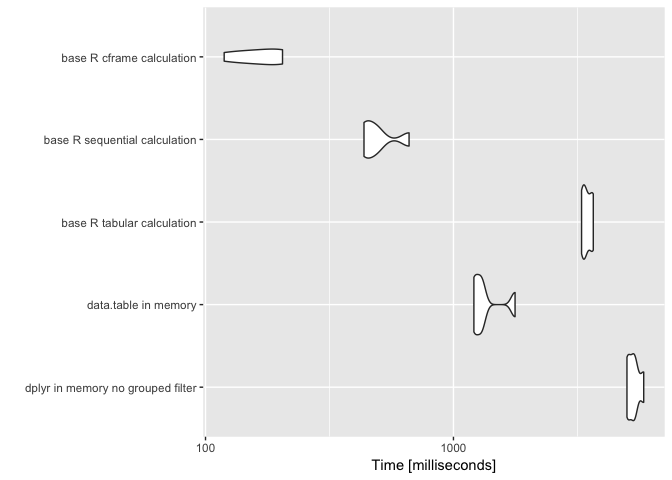 base R cframe calculation
base R sequential calculation
base R tabular calculation
data.table in memory
dplyr in memory no grouped filter
100 1000
Time [milliseconds]